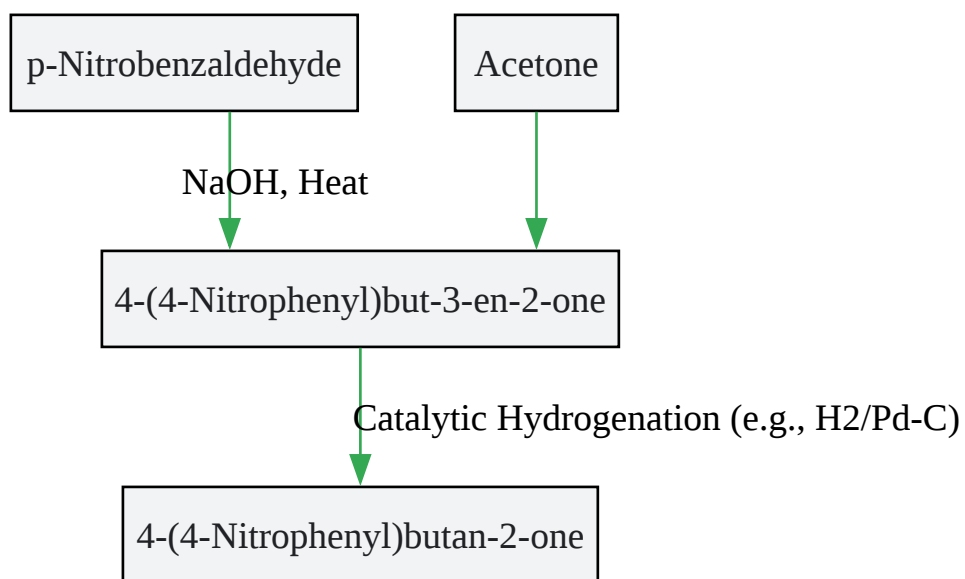 p-Nitrobenzaldehyde
Acetone
NaOH, Heat
4-(4-Nitrophenyl)but-3-en-2-one
Catalytic Hydrogenation (e.g., H2/Pd-C)
4-(4-Nitrophenyl)butan-2-one